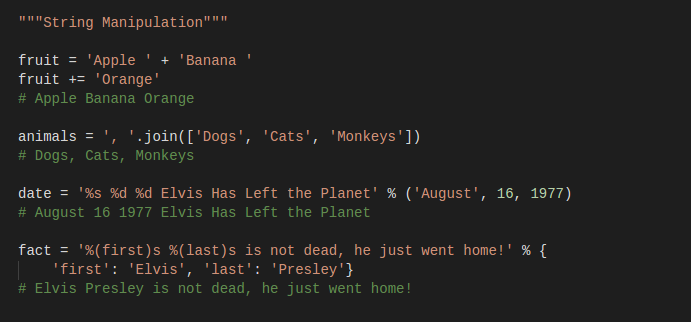 """String Manipulation"""
fruit = 'Apple ' + 'Banana '
fruit += 'Orange'
# Apple Banana Orange
animals = ', '.join(['Dogs', 'Cats', 'Monkeys'])
# Dogs, Cats, Monkeys
date = '%s %d %d Elvis Has Left the Planet' % ('August', 16, 1977)
# August 16 1977 Elvis Has Left the Planet
fact = '%(first)s %(last)s is not dead, he just went home!' % {
    'first': 'Elvis', 'last': 'Presley'}
# Elvis Presley is not dead, he just went home!